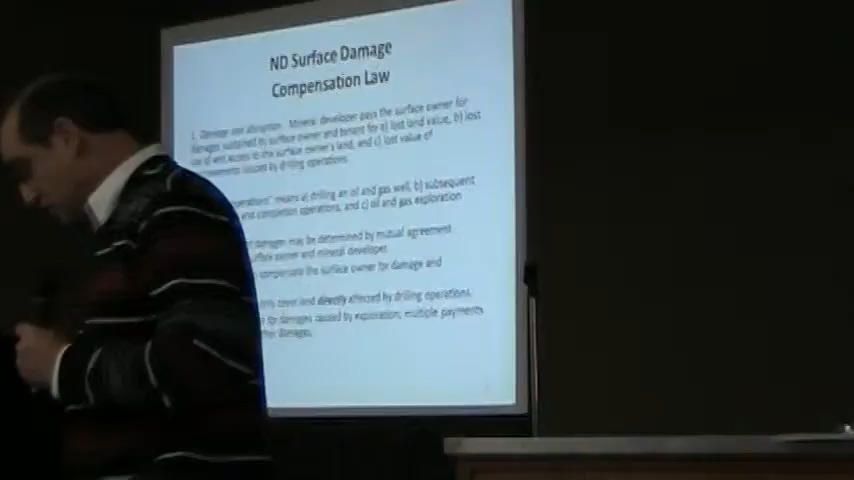 ND Surface Damage
Compensation Law
1. Damage and disruption. Mineral developer pays the surface owner for
damages sustained by surface owner and tenant for a) lost land value, b) lost
use of and access to the surface owner's land, and c) lost value of
improvements caused by drilling operations.
operations" means a) drilling an oil and gas well, b) subsequent
and completion operations, and c) oil and gas exploration
damages may be determined by mutual agreement
surface owner and mineral developer.
compensate the surface owner for damage and
only cover land directly affected by drilling operations.
for damages caused by exploration; multiple payments
other damages.